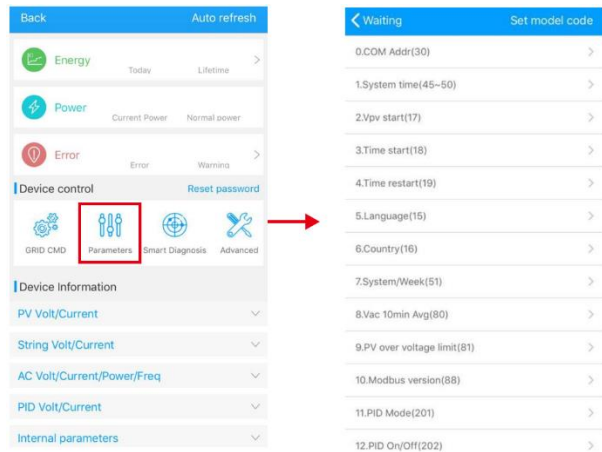 Back Auto refresh
Energy
Today Lifetime
Power
Current Power Normal power
Error
Error Warning
Device control Reset password
GRID CMD Parameters Smart Diagnosis Advanced
Device Information
PV Volt/Current
String Volt/Current
AC Volt/Current/Power/Freq
PID Volt/Current
Internal parameters
Waiting Set model code
0.COM Addr(30)
1.System time(45~50)
2.Vpv start(17)
3.Time start(18)
4.Time restart(19)
5.Language(15)
6.Country(16)
7.System/Week(51)
8.Vac 10min Avg(80)
9.PV over voltage limit(81)
10.Modbus version(88)
11.PID Mode(201)
12.PID On/Off(202)